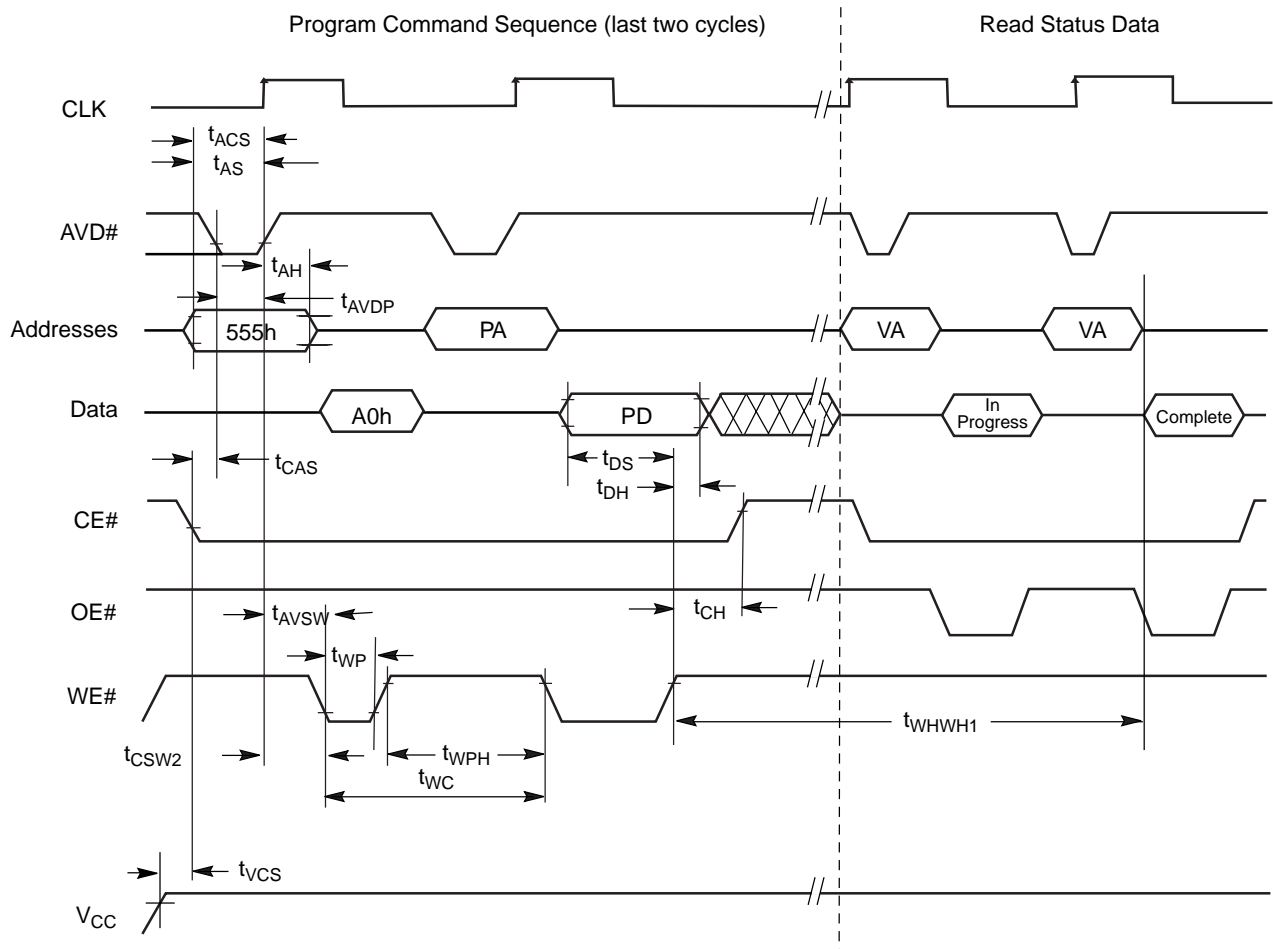 Program Command Sequence (last two cycles)
Read Status Data
CLK
tACS
tAS
AVD#
tAH
tAVDP
Addresses
555h
PA
VA
VA
Data
A0h
PD
In
Progress
Complete
tCAS
tDS
tDH
CE#
OE#
tAVSW
tCH
tWP
WE#
tWHWH1
tCSW2
tWPH
tWC
tVCS
VCC